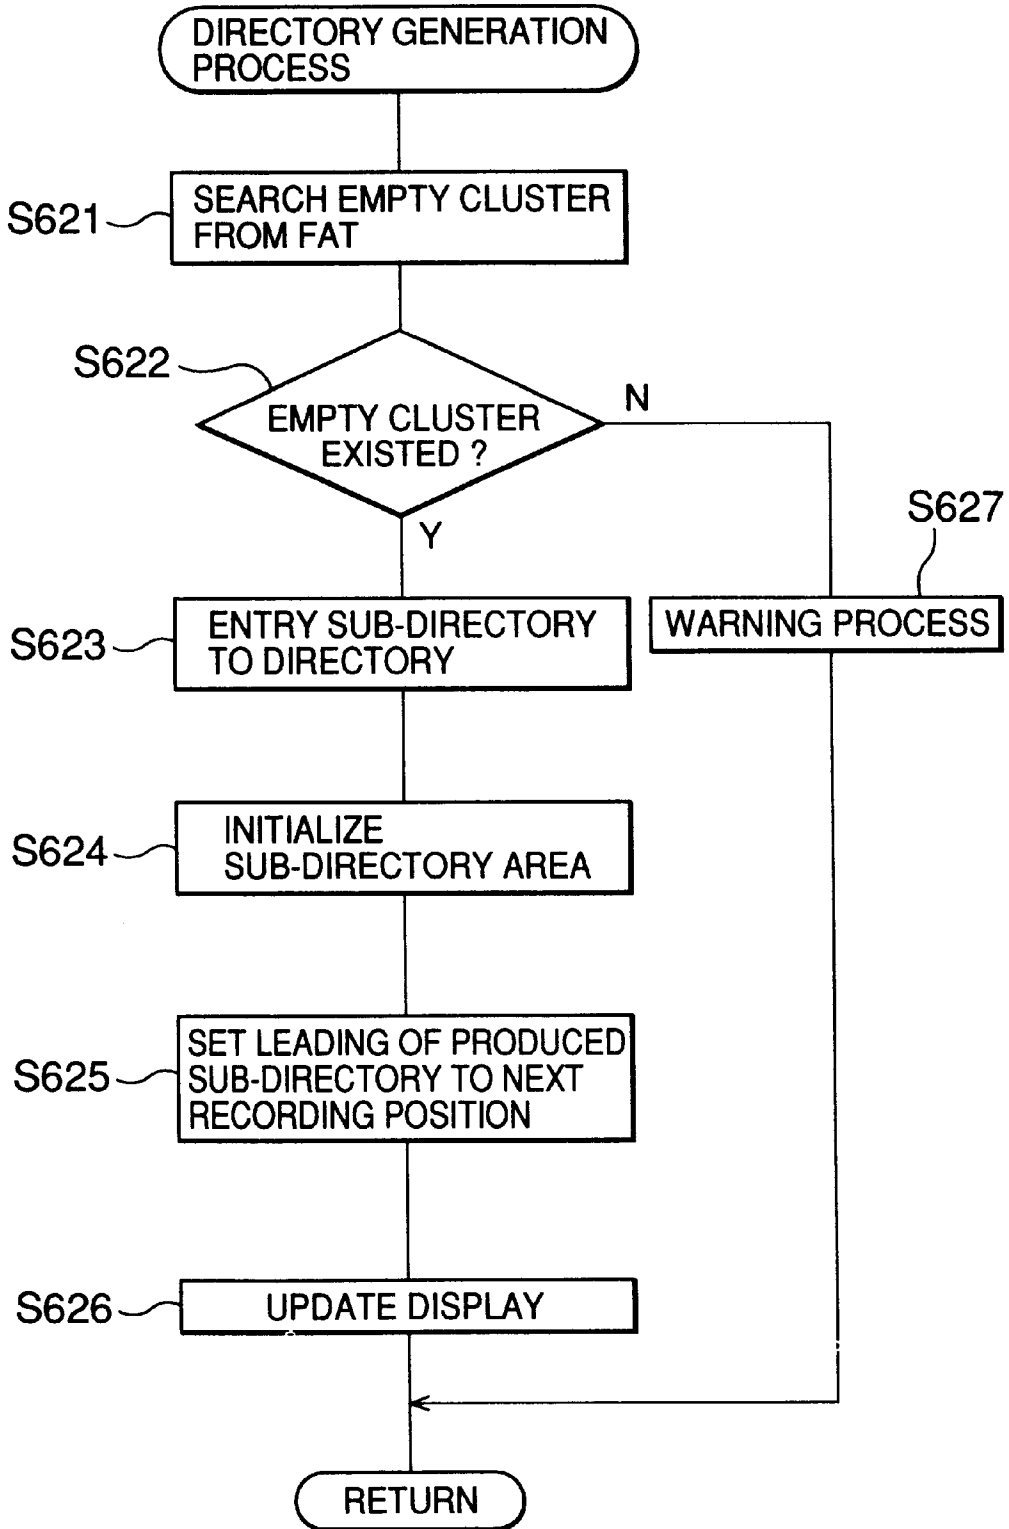 DIRECTORY GENERATION
PROCESS
S621
SEARCH EMPTY CLUSTER
FROM FAT
S622
EMPTY CLUSTER
EXISTED ?
N
Y
S627
WARNING PROCESS
S623
ENTRY SUB-DIRECTORY
TO DIRECTORY
S624
INITIALIZE
SUB-DIRECTORY AREA
S625
SET LEADING OF PRODUCED
SUB-DIRECTORY TO NEXT
RECORDING POSITION
S626
UPDATE DISPLAY
RETURN